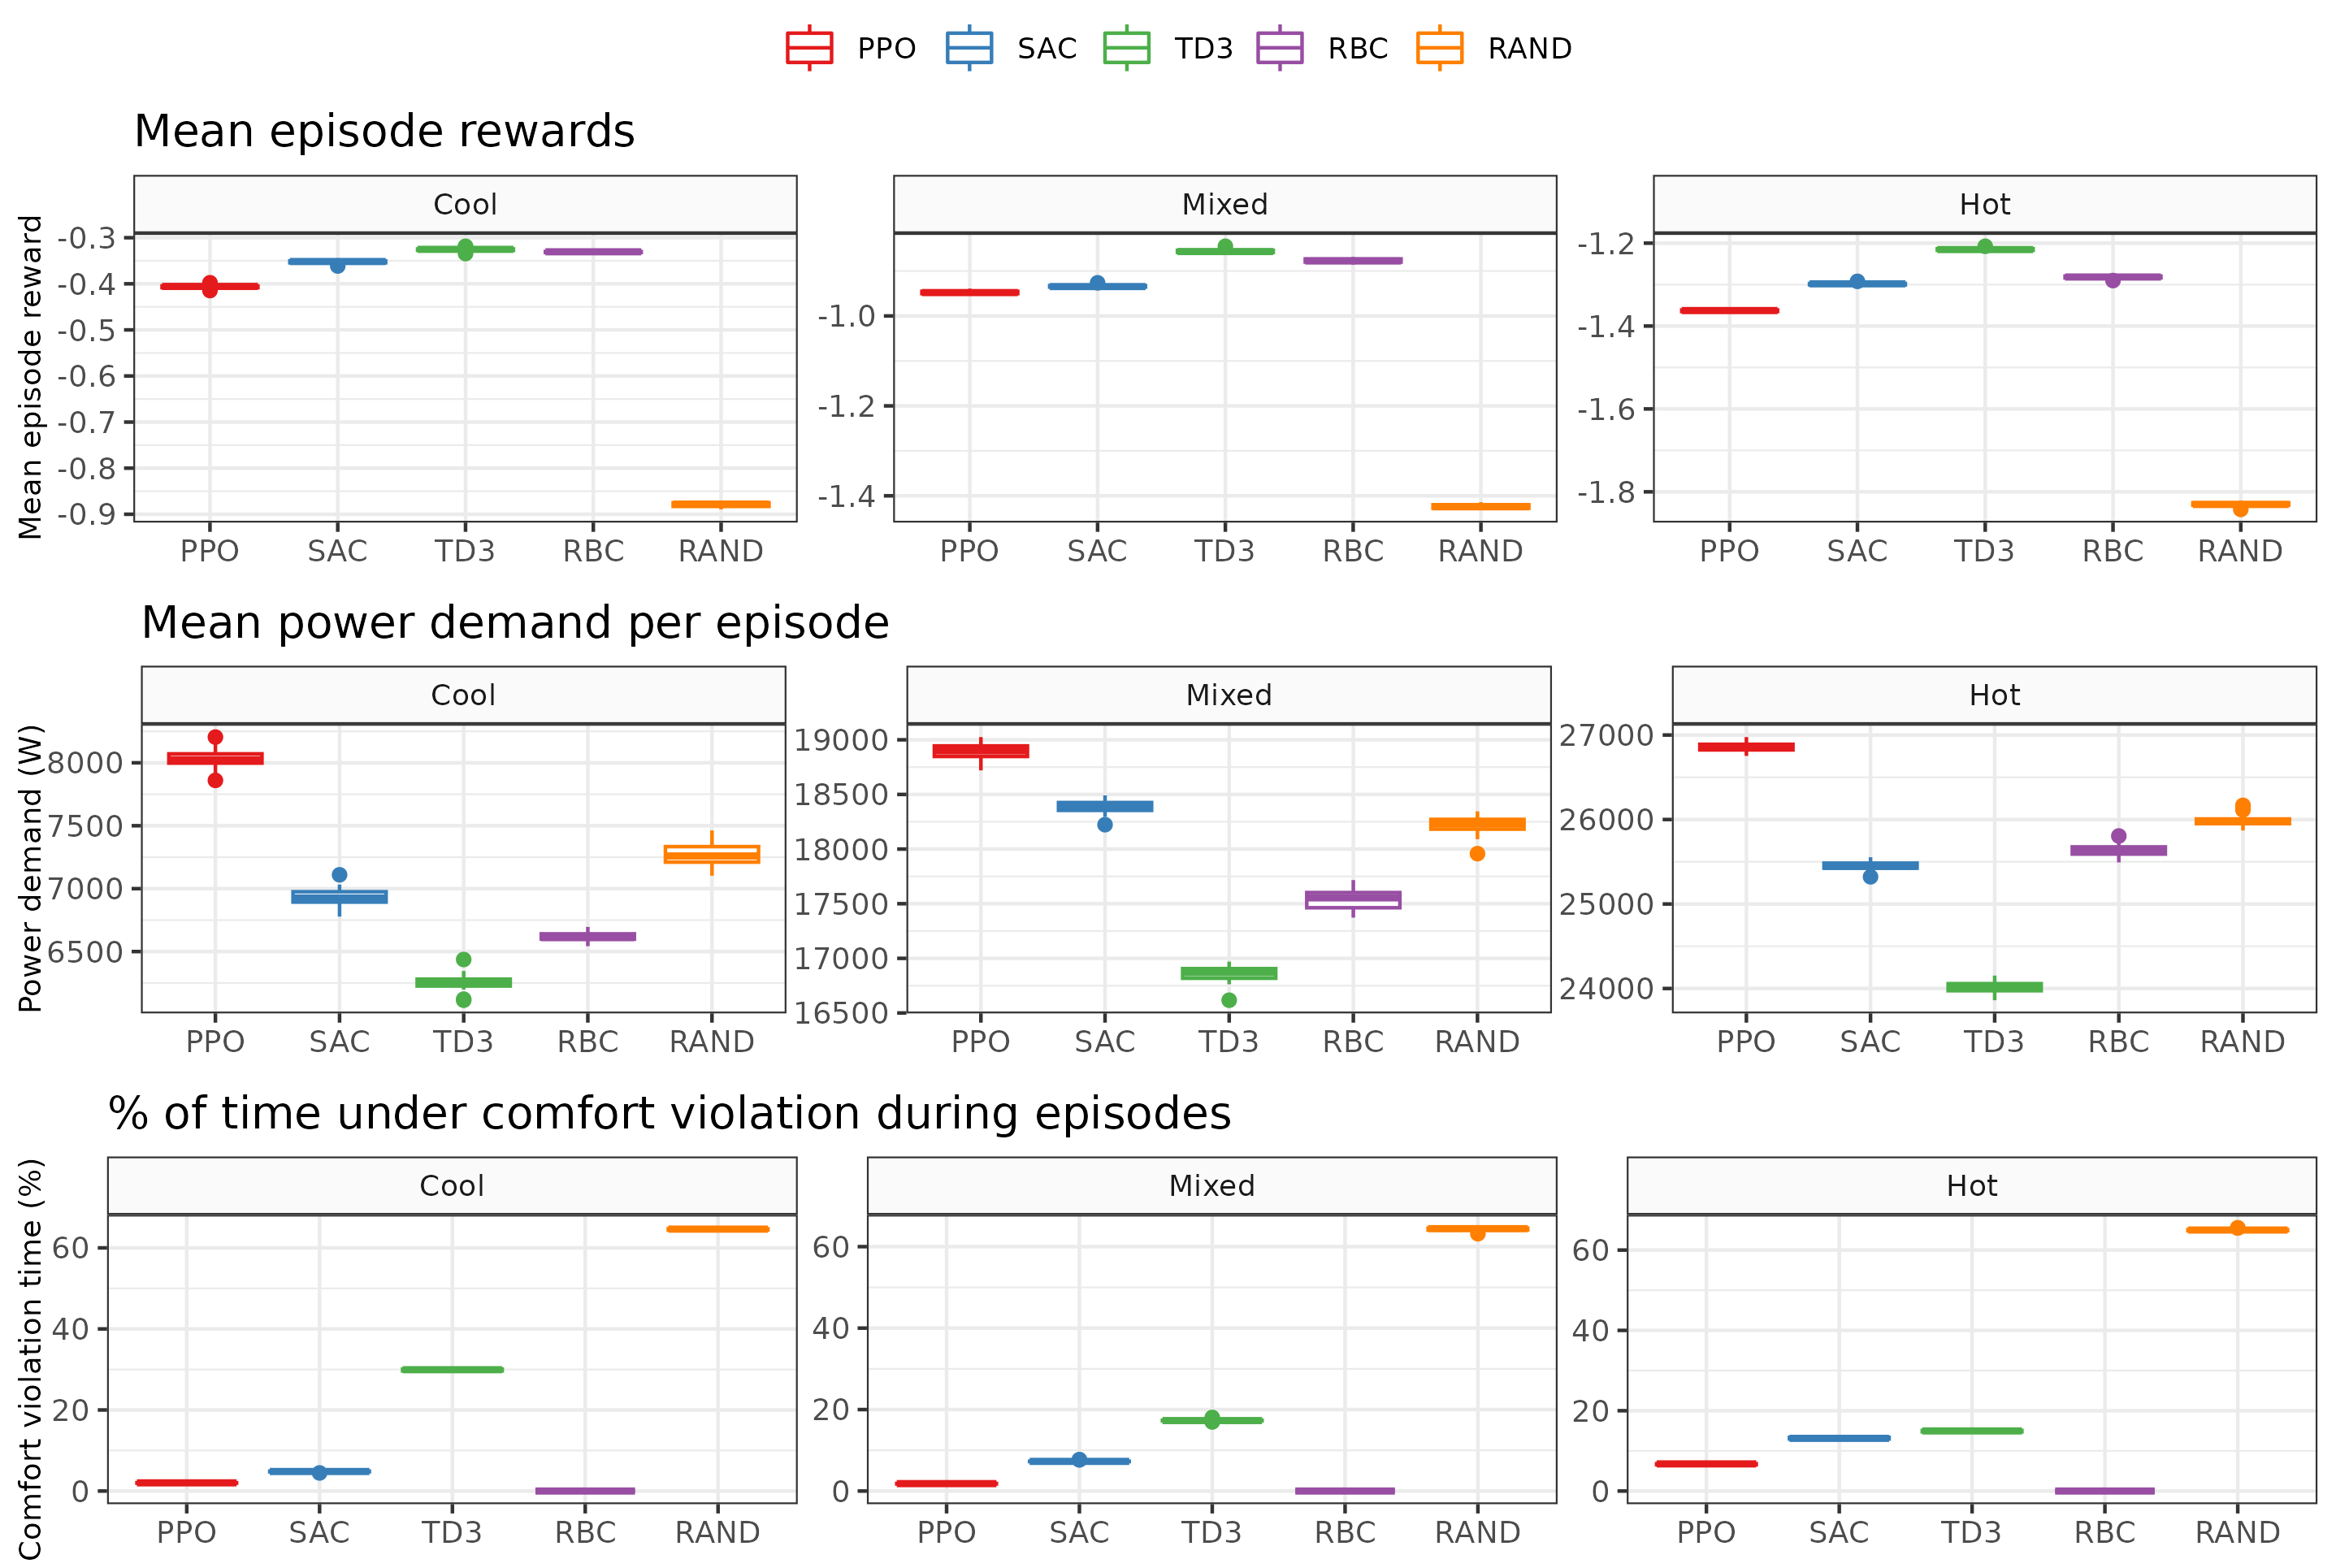 PPO SAC TD3 RBC RAND
Mean episode rewards
Cool Mixed Hot
Mean episode reward
-0.3
-0.4
-0.5
-0.6
-0.7
-0.8
-0.9
PPO SAC TD3 RBC RAND
-1.0
-1.2
-1.4
PPO SAC TD3 RBC RAND
-1.2
-1.4
-1.6
-1.8
PPO SAC TD3 RBC RAND
Mean power demand per episode
Cool Mixed Hot
Power demand (W)
8000
7500
7000
6500
PPO SAC TD3 RBC RAND
19000
18500
18000
17500
17000
16500
PPO SAC TD3 RBC RAND
27000
26000
25000
24000
PPO SAC TD3 RBC RAND
% of time under comfort violation during episodes
Cool Mixed Hot
Comfort violation time (%)
60
40
20
0
PPO SAC TD3 RBC RAND
60
40
20
0
PPO SAC TD3 RBC RAND
60
40
20
0
PPO SAC TD3 RBC RAND